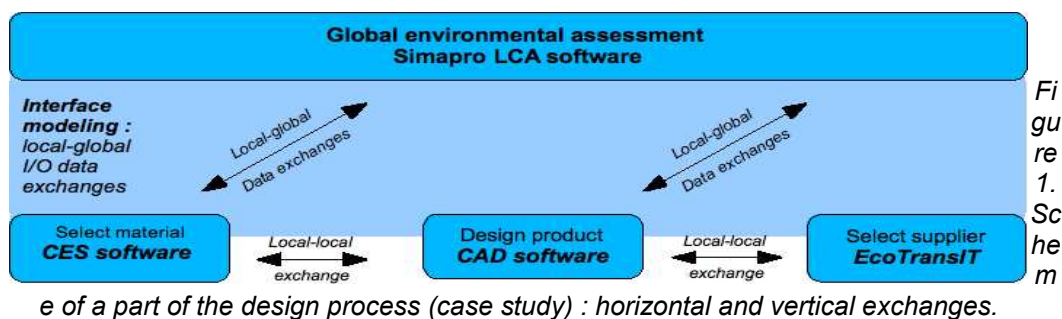 Global environmental assessment
Simapro LCA software
Interface
modeling :
local-global
I/O data
exchanges
Local-global
Data exchanges
Local-global
Data exchanges
Select material
CES software
Local-local
exchange
Design product
CAD software
Local-local
exchange
Select supplier
EcoTransIT
Fi
gu
re
1.
Sc
he
m
e of a part of the design process (case study) : horizontal and vertical exchanges.